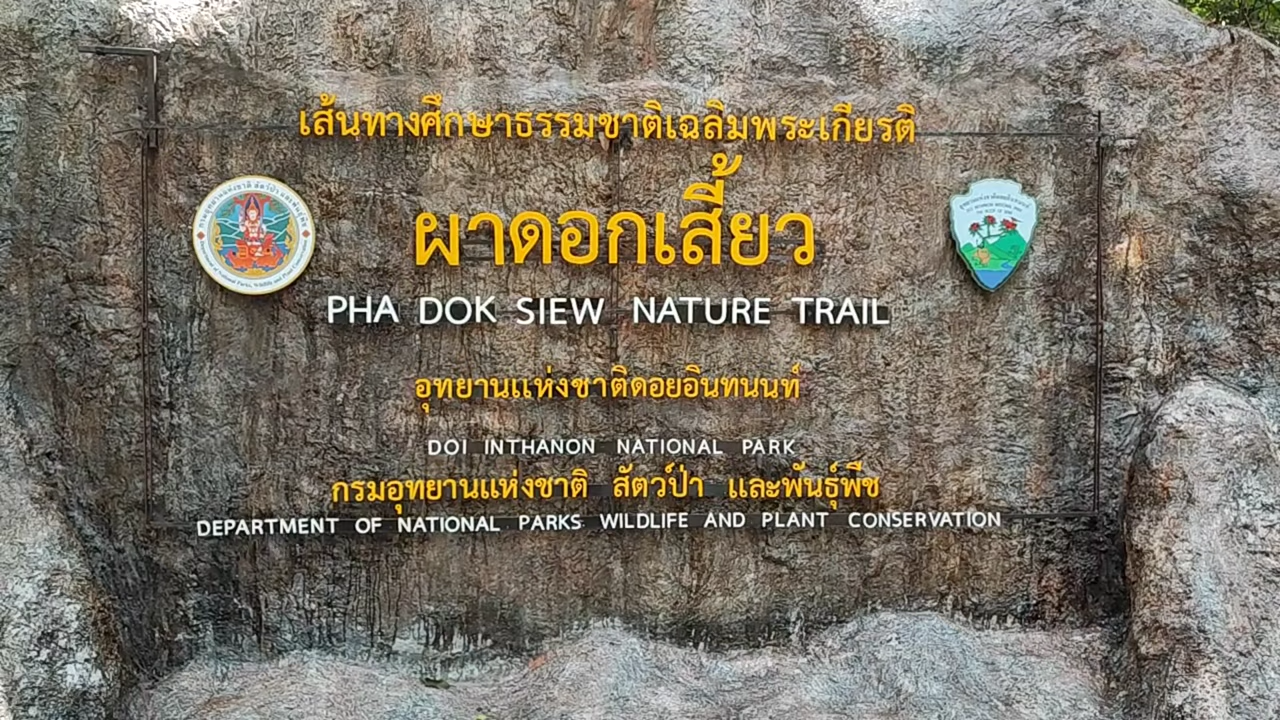 เส้นทางศึกษาธรรมชาติเฉลิมพระเกียรติ
ผาดอกเสี้ยว
PHA DOK SIEW NATURE TRAIL
อุทยานแห่งชาติดอยอินทนนท์
DOI INTHANON NATIONAL PARK
กรมอุทยานแห่งชาติ สัตว์ป่า และพันธุ์พืช
DEPARTMENT OF NATIONAL PARKS WILDLIFE AND PLANT CONSERVATION